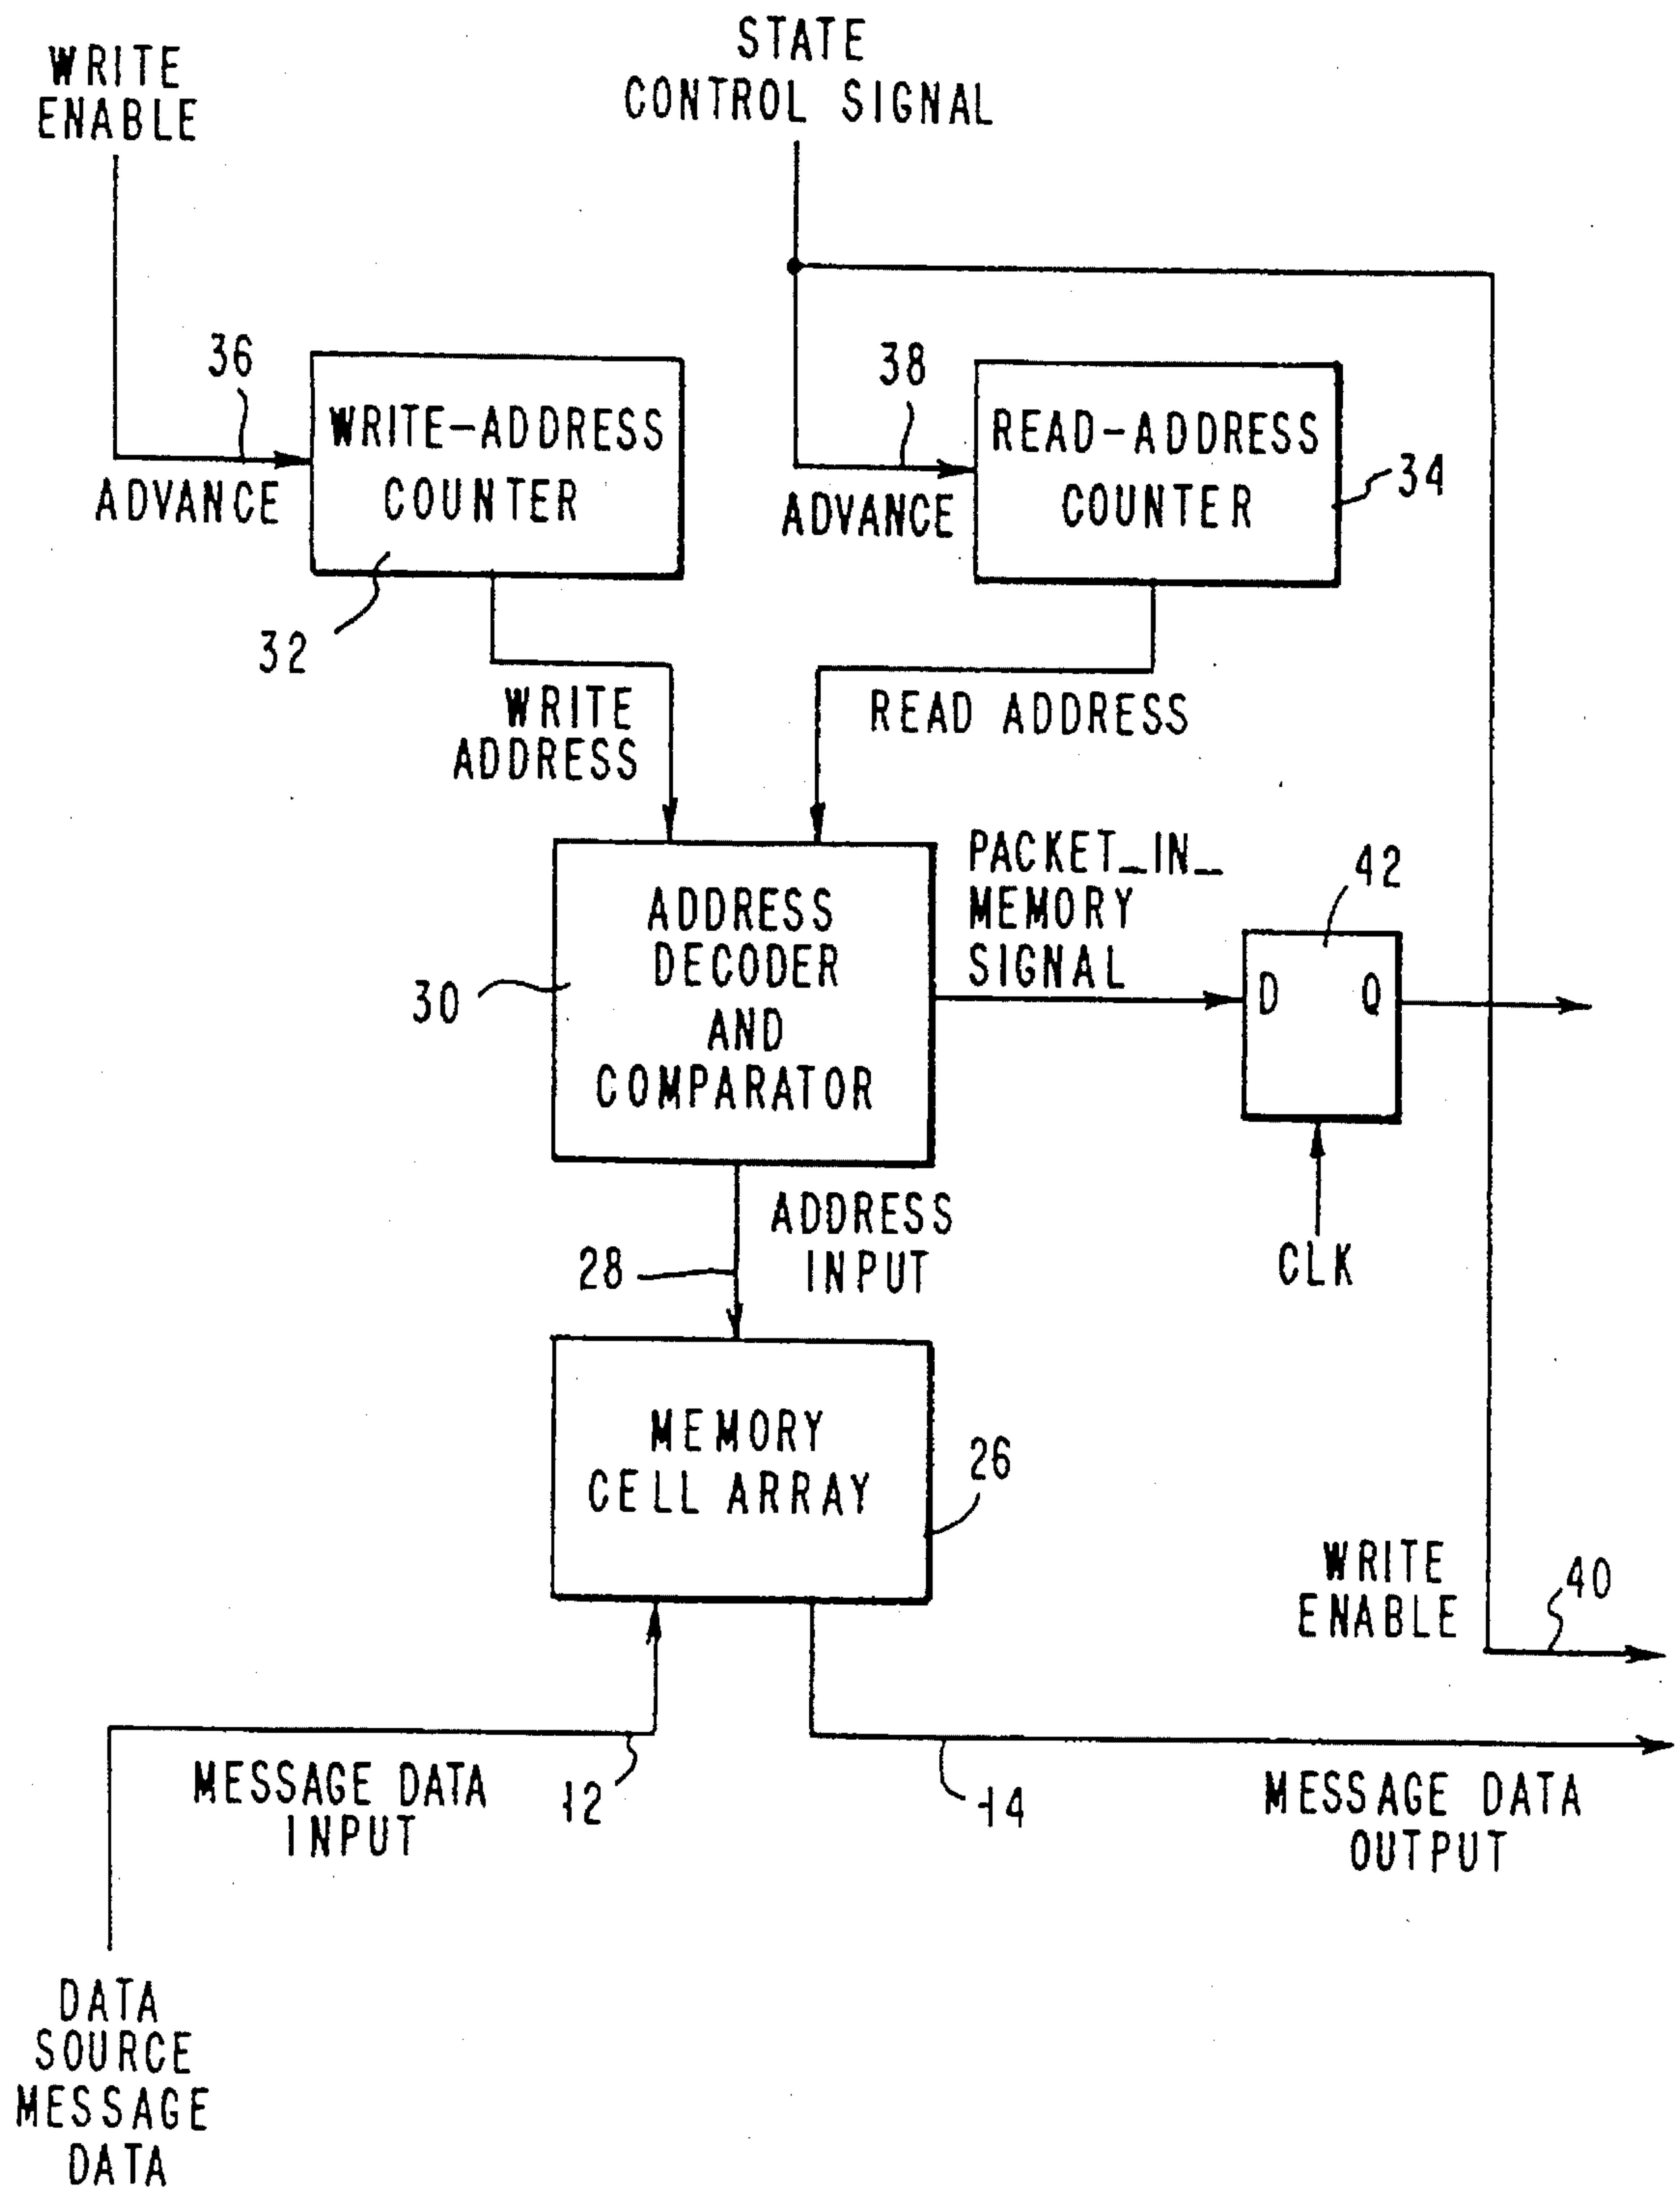 WRITE
ENABLE
STATE
CONTROL SIGNAL
36
WRITE-ADDRESS
COUNTER
ADVANCE
32
38
READ-ADDRESS
COUNTER
ADVANCE
34
WRITE
ADDRESS
READ ADDRESS
ADDRESS
DECODER
AND
COMPARATOR
30
PACKET_IN_
MEMORY
SIGNAL
42
D Q
CLK
28
ADDRESS
INPUT
MEMORY
CELL ARRAY
26
WRITE
ENABLE
40
MESSAGE DATA
INPUT
12
14
MESSAGE DATA
OUTPUT
DATA
SOURCE
MESSAGE
DATA